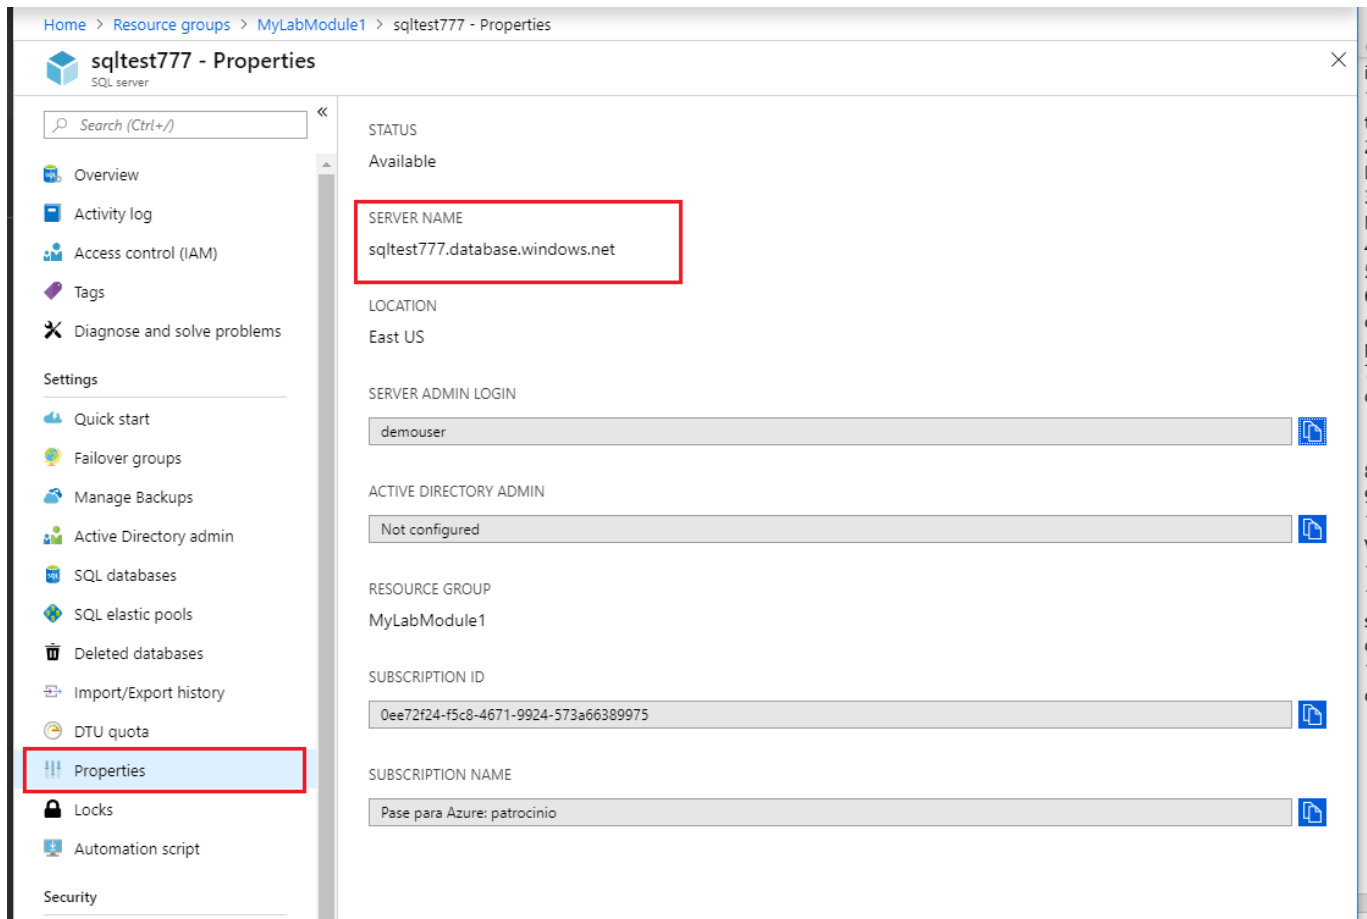 Home > Resource groups > MyLabModule1 > sqltest777 - Properties
sqltest777 - Properties
SQL server
Search (Ctrl+/)
Overview
Activity log
Access control (IAM)
Tags
Diagnose and solve problems
Settings
Quick start
Failover groups
Manage Backups
Active Directory admin
SQL databases
SQL elastic pools
Deleted databases
Import/Export history
DTU quota
Properties
Locks
Automation script
Security
STATUS
Available
SERVER NAME
sqltest777.database.windows.net
LOCATION
East US
SERVER ADMIN LOGIN
demouser
ACTIVE DIRECTORY ADMIN
Not configured
RESOURCE GROUP
MyLabModule1
SUBSCRIPTION ID
0ee72f24-f5c8-4671-9924-573a66389975
SUBSCRIPTION NAME
Pase para Azure: patrocinio